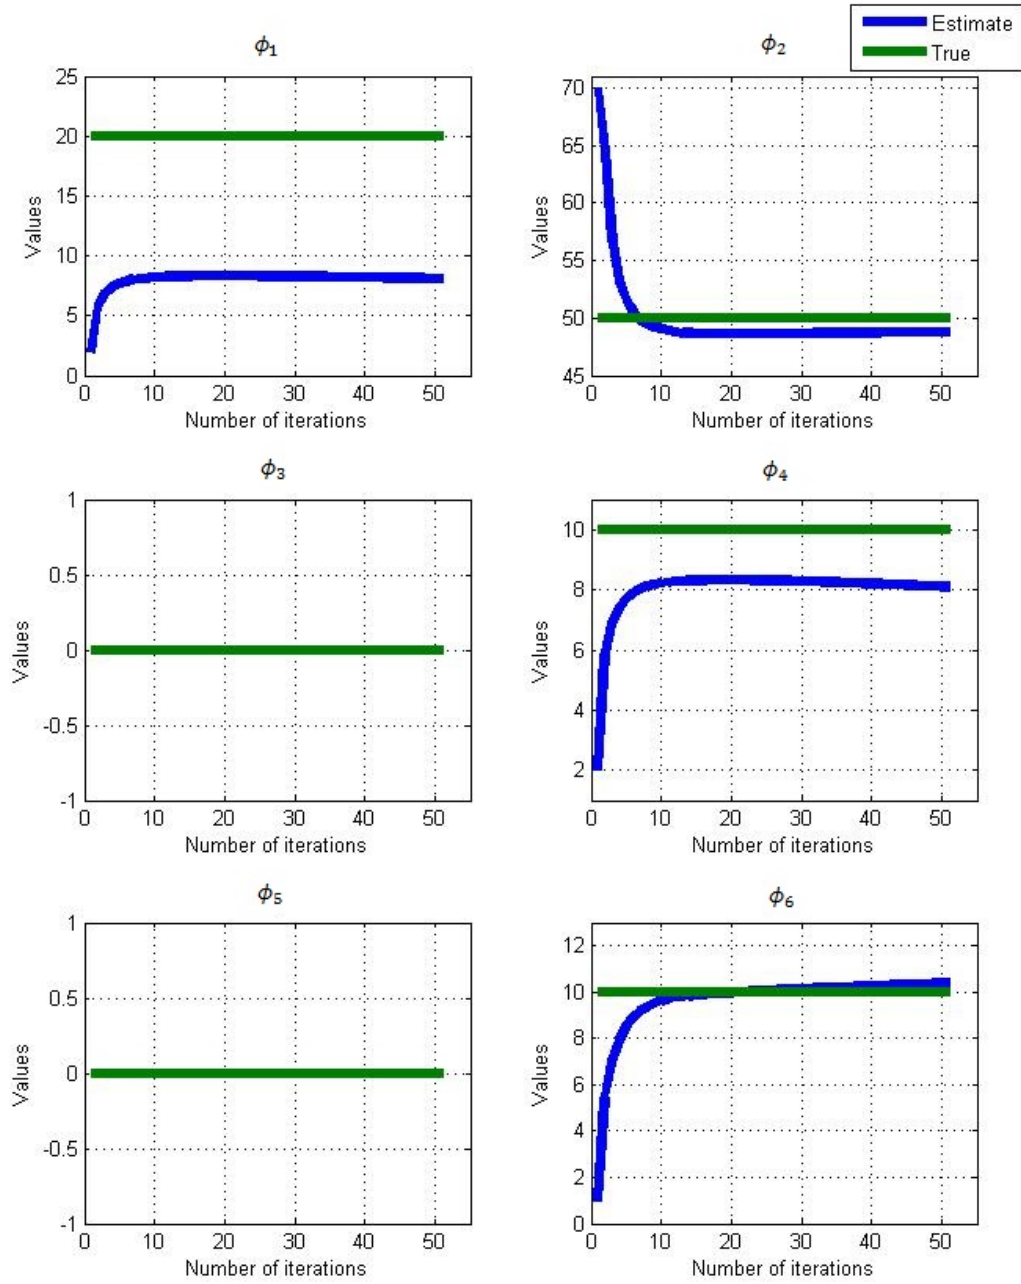 Estimate
True
ϕ₁
ϕ₂
25
20
15
10
5
0
Values
0 10 20 30 40 50
Number of iterations
70
65
60
55
50
45
Values
0 10 20 30 40 50
Number of iterations
ϕ₃
ϕ₄
1
0.5
0
-0.5
-1
Values
0 10 20 30 40 50
Number of iterations
10
8
6
4
2
Values
0 10 20 30 40 50
Number of iterations
ϕ₅
ϕ₆
1
0.5
0
-0.5
-1
Values
0 10 20 30 40 50
Number of iterations
12
10
8
6
4
2
0
Values
0 10 20 30 40 50
Number of iterations